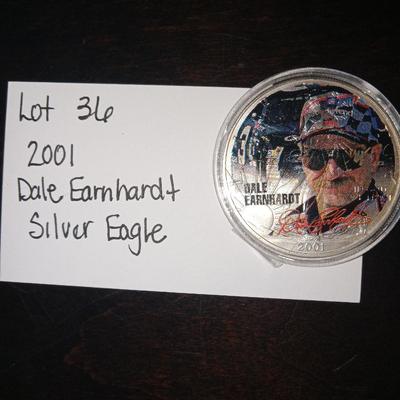 Lot 36
2001
Dale Earnhardt
Silver Eagle
DALE
EARNHARDT
2001